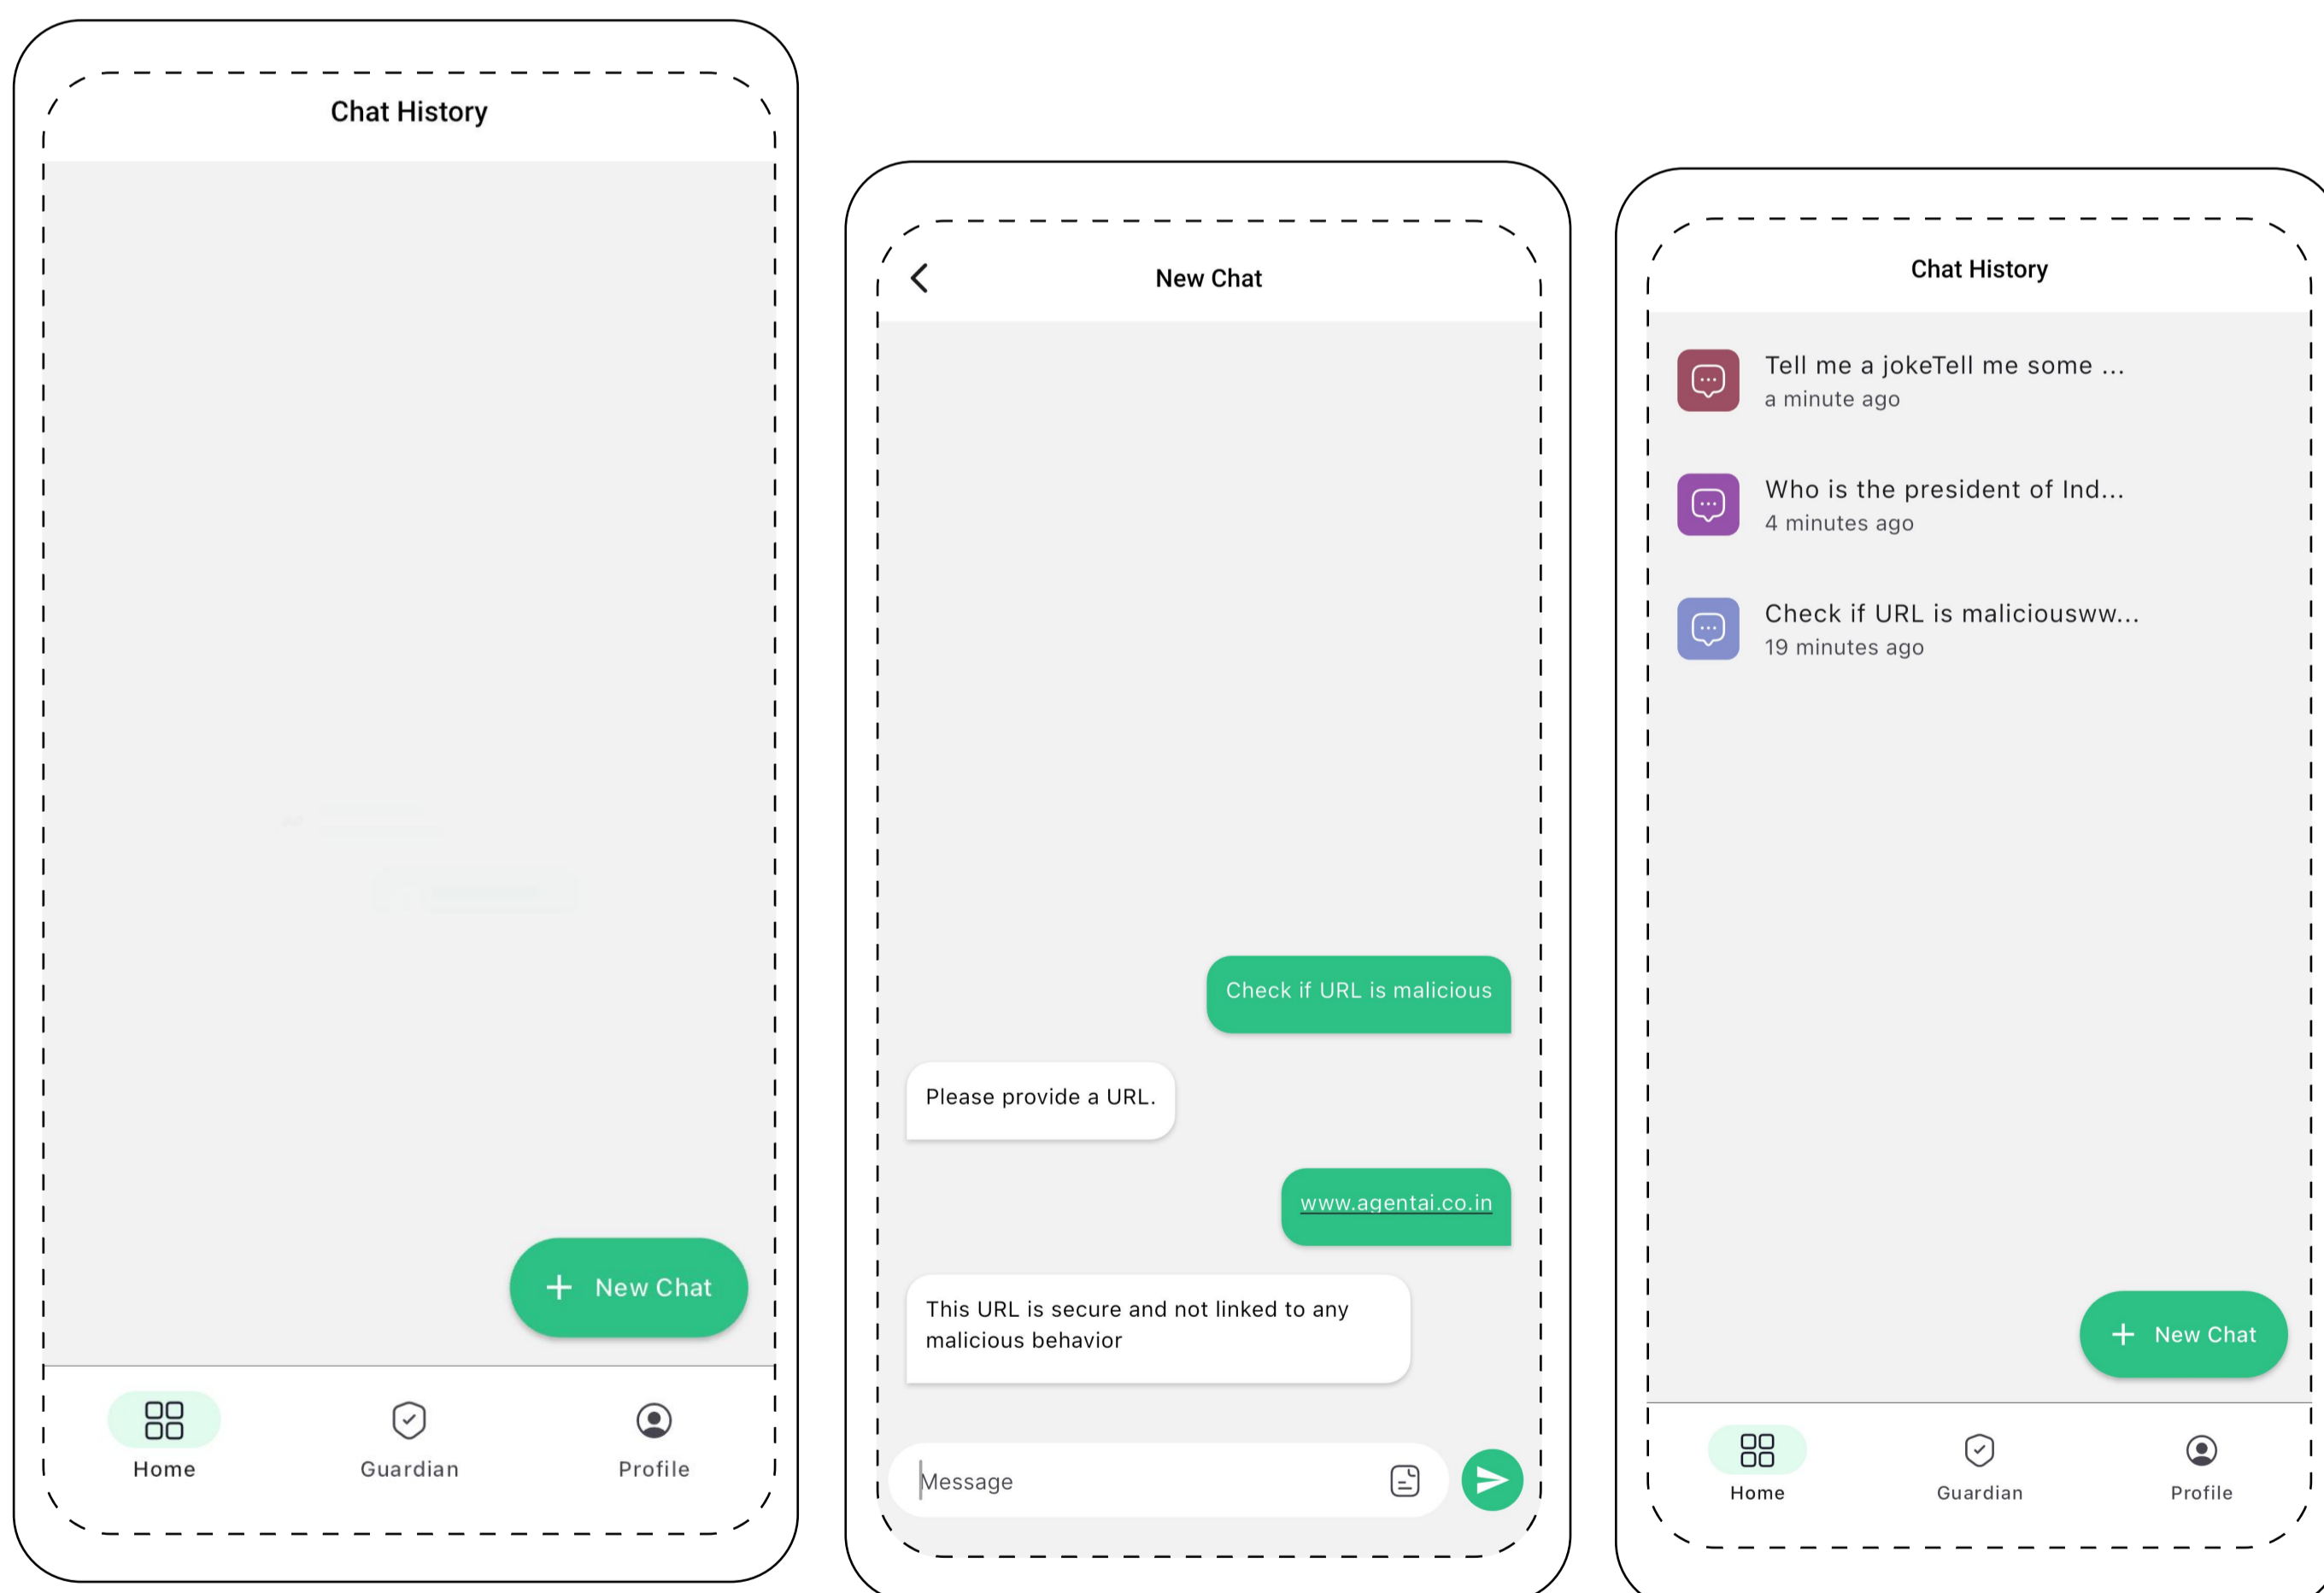 Chat History
New Chat
Home
Guardian
Profile
New Chat
Check if URL is malicious
Please provide a URL.
www.agentai.co.in
This URL is secure and not linked to any
malicious behavior
Message
Chat History
Tell me a jokeTell me some ...
a minute ago
Who is the president of Ind...
4 minutes ago
Check if URL is maliciousww...
19 minutes ago
New Chat
Home
Guardian
Profile